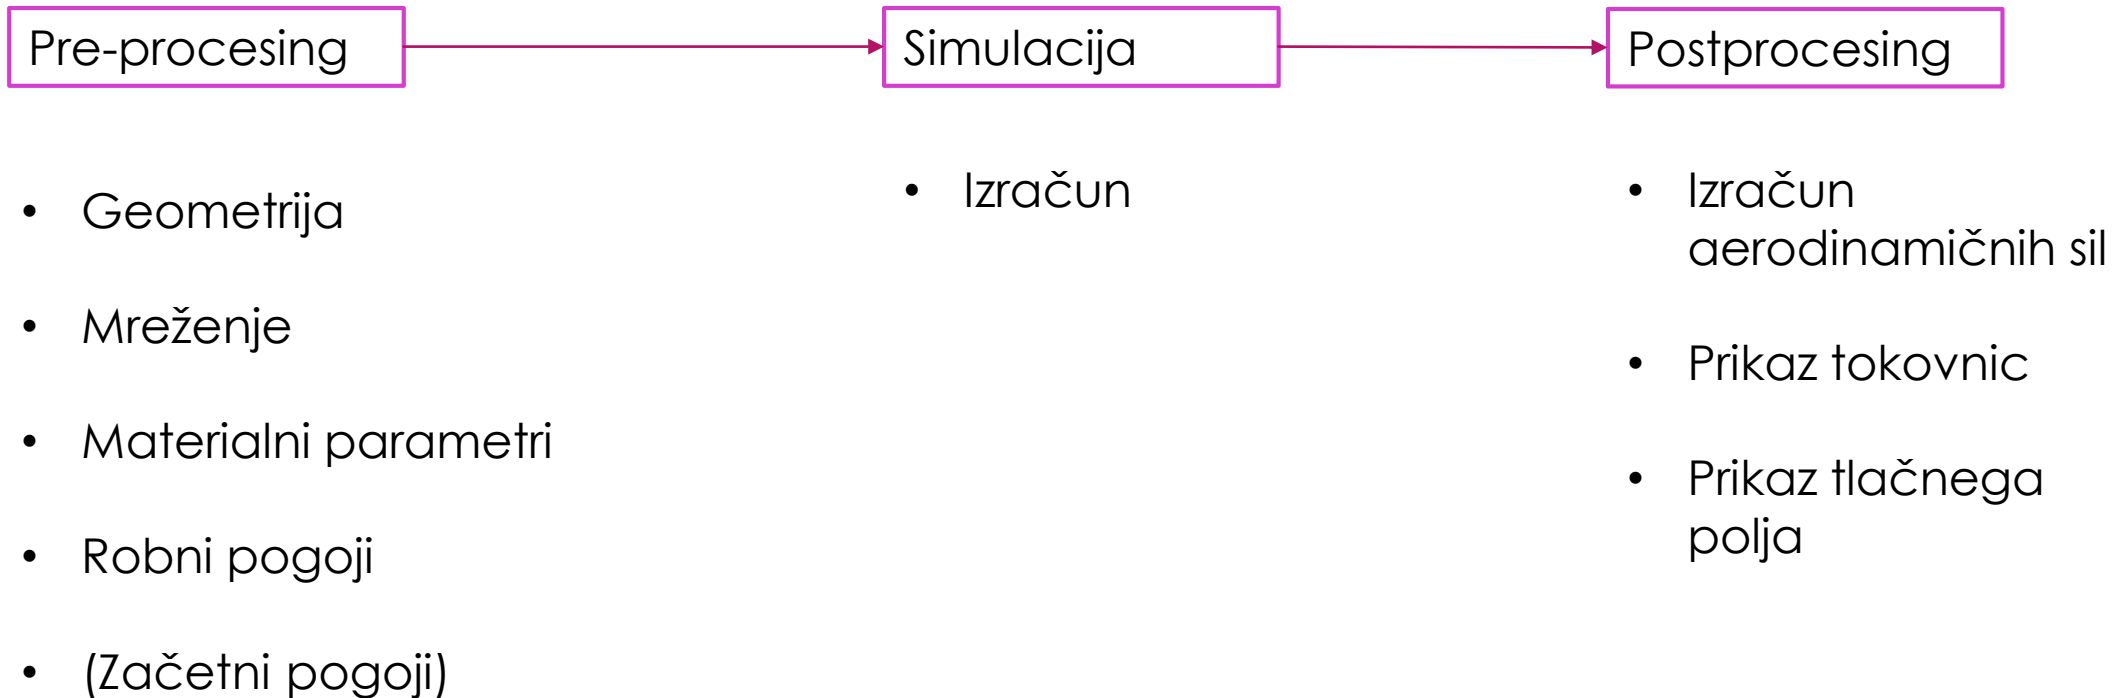 Pre-procesing
Simulacija
Postprocesing
• Geometrija
• Mreženje
• Materialni parametri
• Robni pogoji
• (Začetni pogoji)
• Izračun
• Izračun
aerodinamičnih sil
• Prikaz tokovnic
• Prikaz tlačnega
polja